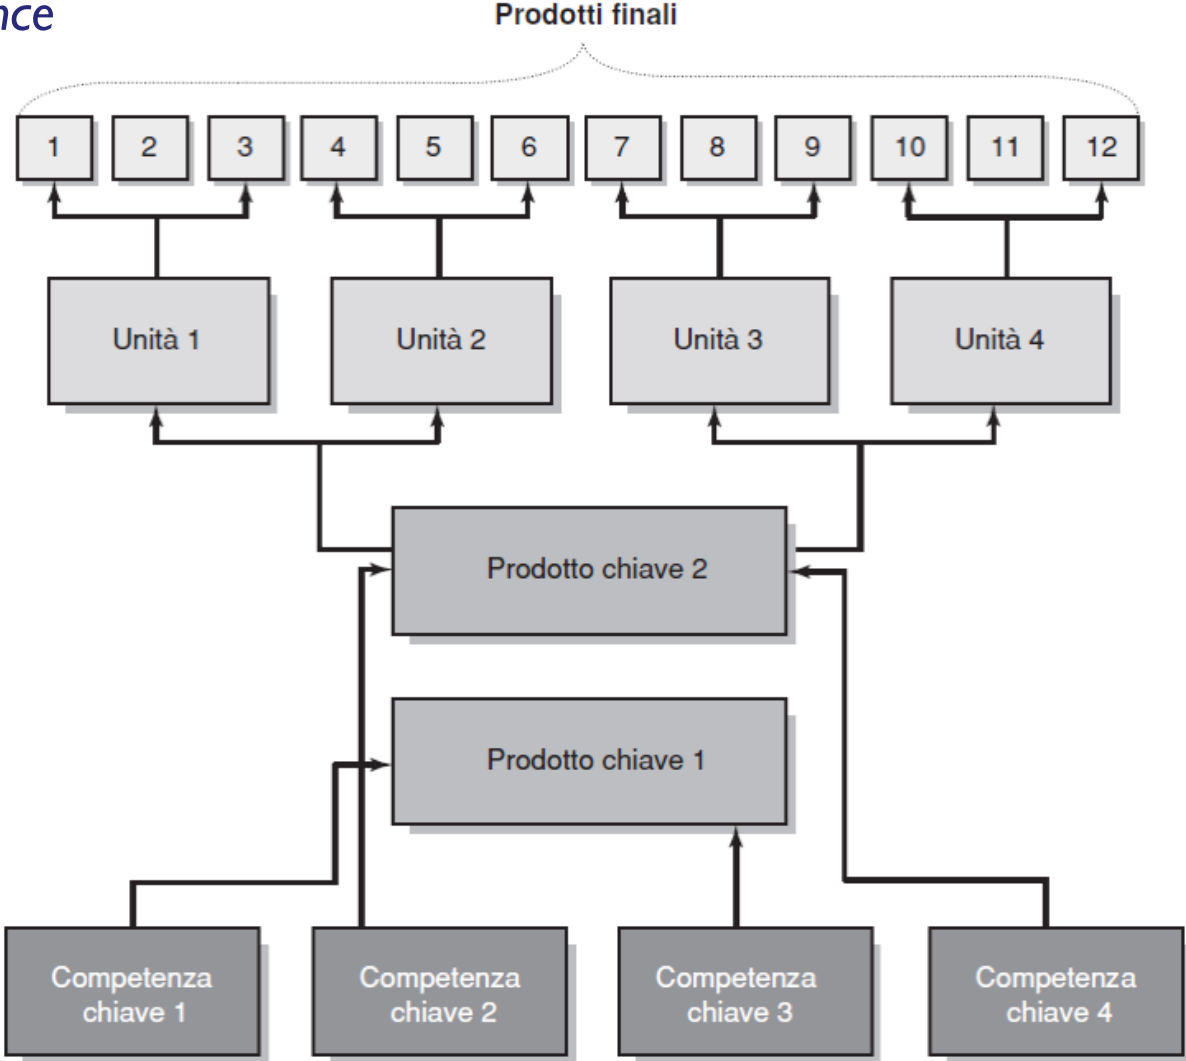 Prodotti finali
1 2 3 4 5 6 7 8 9 10 11 12
Unità 1 Unità 2 Unità 3 Unità 4
Prodotto chiave 2
Prodotto chiave 1
Competenza Competenza Competenza Competenza
chiave 1 chiave 2 chiave 3 chiave 4